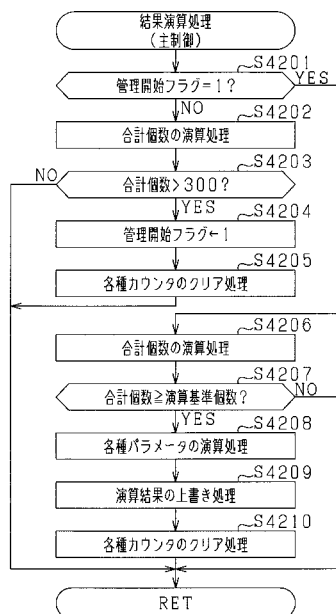 結果演算処理
(主制御)
S4201
管理開始フラグ=1?
YES
NO
S4202
合計個数の演算処理
S4203
NO
合計個数>300?
YES
S4204
管理開始フラグ←1
S4205
各種カウンタのクリア処理
S4206
合計個数の演算処理
S4207
合計個数≧演算基準個数?
NO
YES
S4208
各種パラメータの演算処理
S4209
演算結果の上書き処理
S4210
各種カウンタのクリア処理
RET